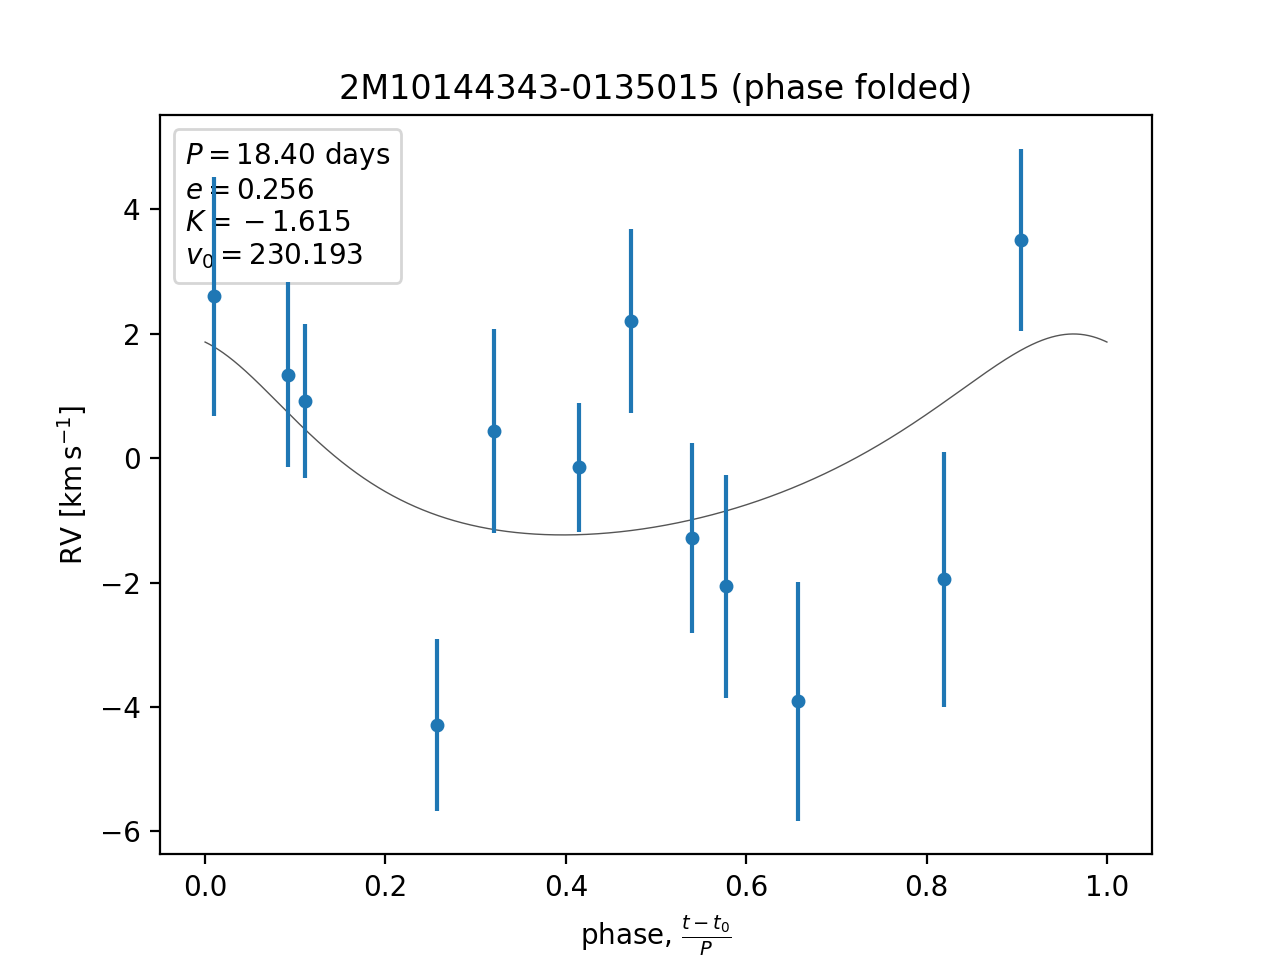 2M10144343-0135015 (phase folded)
P = 18.40 days
e = 0.256
K = −1.615
v₀ = 230.193
4
2
0
−2
−4
−6
RV [km s⁻¹]
0.0 0.2 0.4 0.6 0.8 1.0
phase, (t − t₀)/P